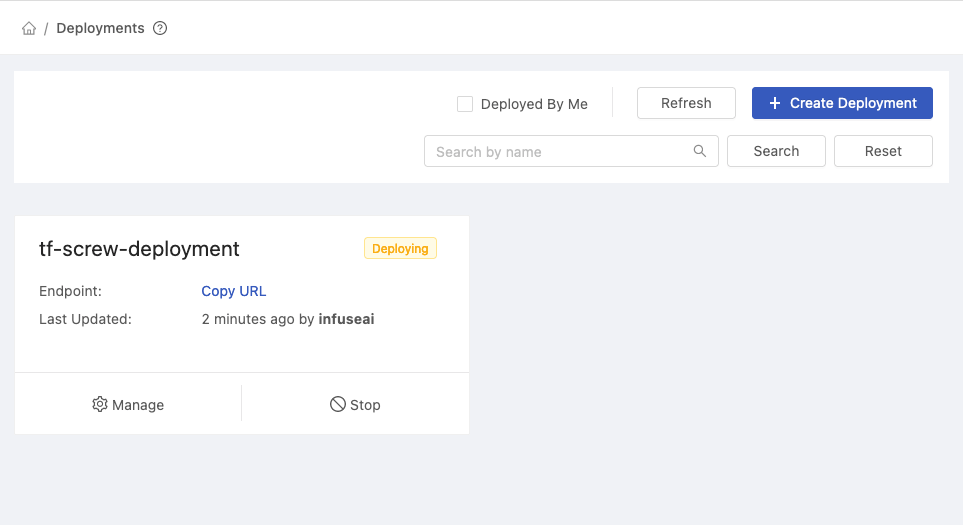 / Deployments
Deployed By Me Refresh + Create Deployment
Search by name Search Reset
tf-screw-deployment Deploying
Endpoint: Copy URL
Last Updated: 2 minutes ago by infuseai
Manage Stop